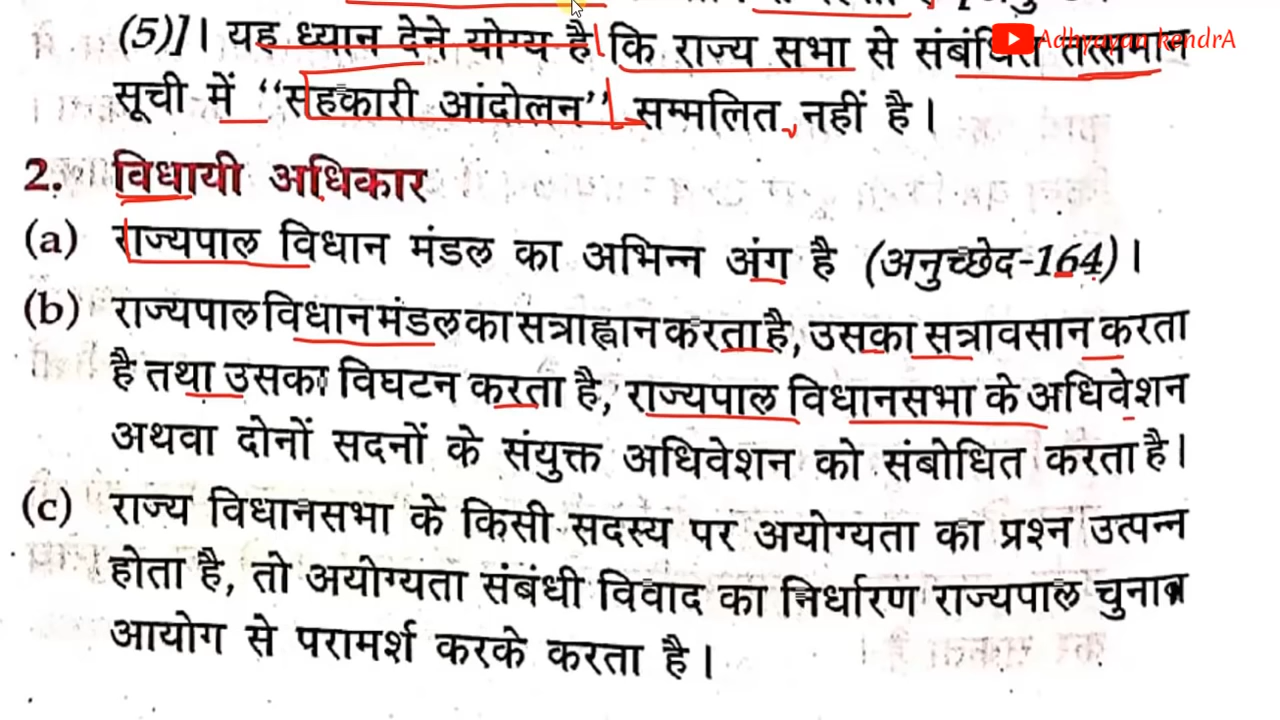 (5)]। यह ध्यान देने योग्य है कि राज्य सभा से संबंधित तत्समान
Adhyayan kendrA
सूची में “सहकारी आंदोलन” सम्मलित नहीं है।
2. विधायी अधिकार
(a) राज्यपाल विधान मंडल का अभिन्न अंग है (अनुच्छेद-164)।
(b) राज्यपाल विधान मंडल का सत्राह्वान करता है, उसका सत्रावसान करता
है तथा उसका विघटन करता है, राज्यपाल विधानसभा के अधिवेशन
अथवा दोनों सदनों के संयुक्त अधिवेशन को संबोधित करता है।
(c) राज्य विधानसभा के किसी सदस्य पर अयोग्यता का प्रश्न उत्पन्न
होता है, तो अयोग्यता संबंधी विवाद का निर्धारण राज्यपाल चुनाव
आयोग से परामर्श करके करता है।